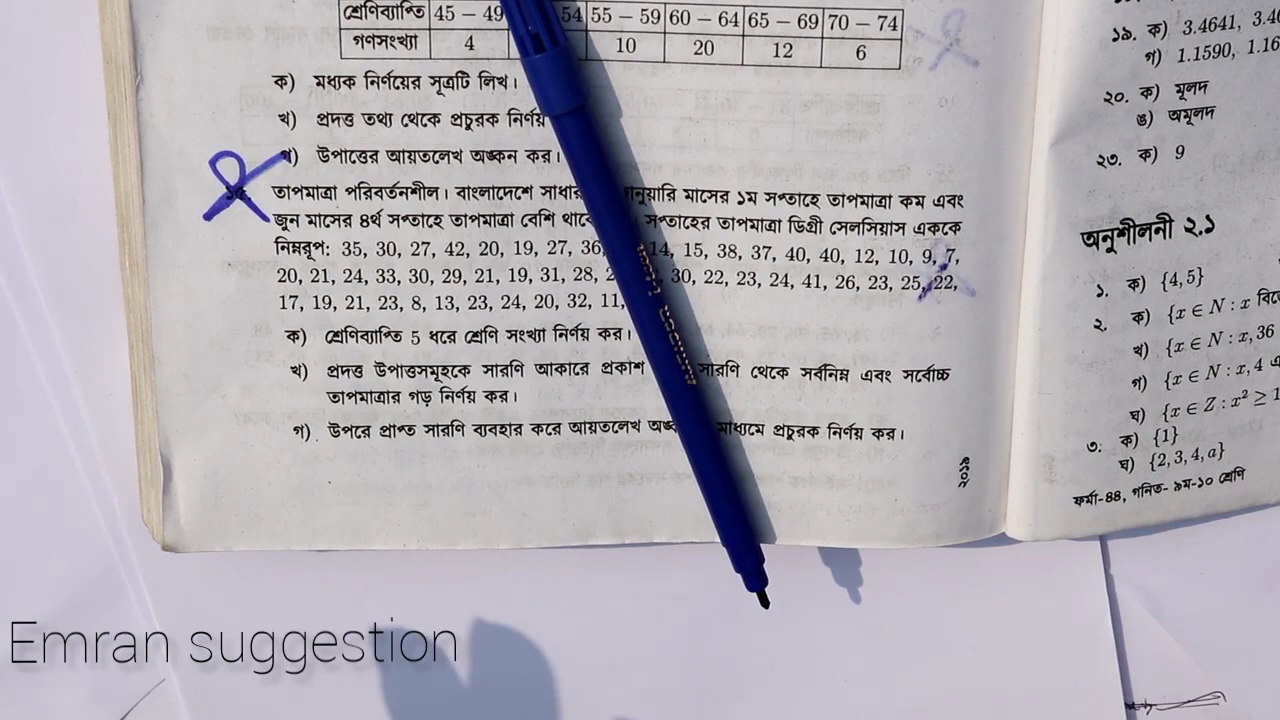 শ্রেণিব্যাপ্তি 45 – 49 54 55 – 59 60 – 64 65 – 69 70 – 74
গণসংখ্যা 4 10 20 12 6
ক) মধ্যক নির্ণয়ের সূত্রটি লিখ।
খ) প্রদত্ত তথ্য থেকে প্রচুরক নির্ণয়
গ) উপাত্তের আয়তলেখ অঙ্কন কর।
তাপমাত্রা পরিবর্তনশীল। বাংলাদেশে মাসের ১ম সপ্তাহে তাপমাত্রা কম এবং
জুন মাসের ৪র্থ সপ্তাহে তাপমাত্রা বেশি সপ্তাহের তাপমাত্রা ডিগ্রী সেলসিয়াস এককে
নিম্নরূপ: 35, 30, 27, 42, 20, 19, 27, 36, 14, 15, 38, 37, 40, 40, 12, 10, 9, 7,
20, 21, 24, 33, 30, 29, 21, 19, 31, 28, 30, 22, 23, 24, 41, 26, 23, 25, 22,
17, 19, 21, 23, 8, 13, 23, 24, 20, 32, 11,
ক) শ্রেণিব্যাপ্তি 5 ধরে শ্রেণি সংখ্যা নির্ণয় কর।
খ) প্রদত্ত উপাত্তসমূহকে সারণি আকারে প্রকাশ সারণি থেকে সর্বনিম্ন এবং সর্বোচ্চ
তাপমাত্রার গড় নির্ণয় কর।
গ) উপরে প্রাপ্ত সারণি ব্যবহার করে আয়তলেখ মাধ্যমে প্রচুরক নির্ণয় কর।
২০২৫
১৯. ক) 3.4641,
গ) 1.1590,
২০. ক) মূলদ
ঙ) অমূলদ
২৩. ক) 9
অনুশীলনী ২.১
১. ক) {4, 5}
২. ক) {x ∈ N : x
খ) {x ∈ N : x, 36
গ) {x ∈ N : x, 4
ঘ) {x ∈ Z : x² ≥
৩. ক) {1}
ঘ) {2, 3, 4, a}
ফর্মা-৪৪, গণিত- ৯ম-১০ শ্রেণি
Emran suggestion